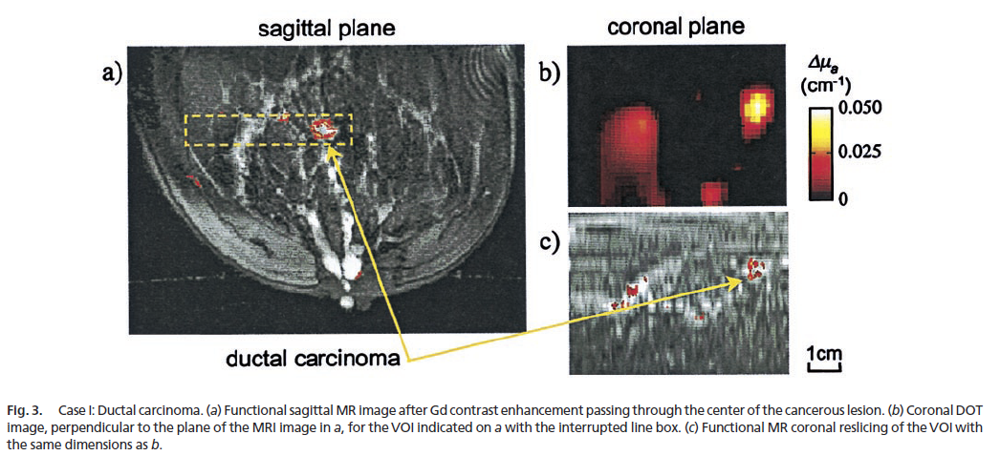 sagittal plane
coronal plane
a)
b)
Δμa
(cm-1)
0.050
0.025
0
c)
ductal carcinoma
1cm
Fig. 3. Case I: Ductal carcinoma. (a) Functional sagittal MR image after Gd contrast enhancement passing through the center of the cancerous lesion. (b) Coronal DOT
image, perpendicular to the plane of the MRI image in a, for the VOI indicated on a with the interrupted line box. (c) Functional MR coronal reslicing of the VOI with
the same dimensions as b.